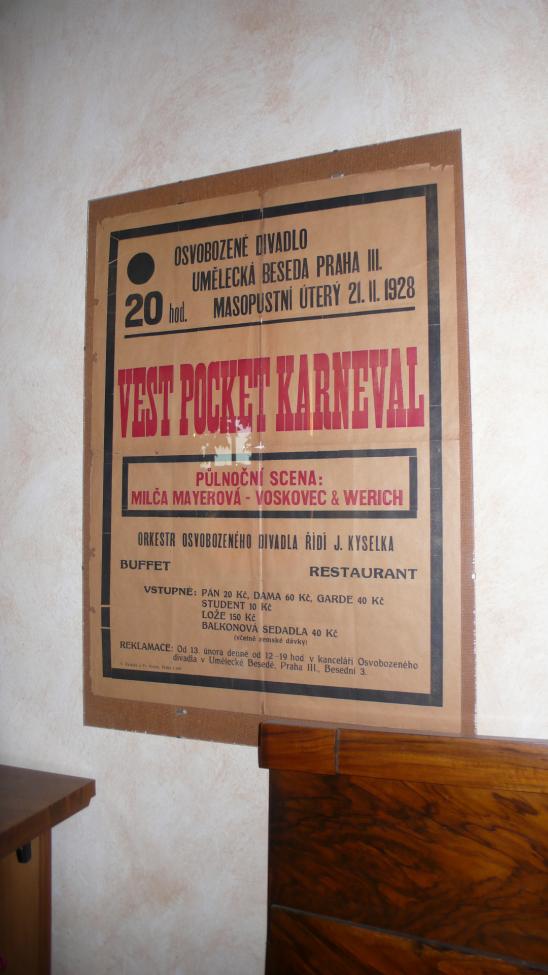 OSVOBOZENÉ DIVADLO
UMĚLECKÁ BESEDA PRAHA III.
20 hod. MASOPUSTNÍ ÚTERÝ 21. II. 1928
VEST POCKET KARNEVAL
PŮLNOČNÍ SCENA:
MILČA MAYEROVÁ - VOSKOVEC & WERICH
ORKESTR OSVOBOZENÉHO DIVADLA ŘÍDÍ J. KYSELKA
BUFFET RESTAURANT
VSTUPNÉ: PÁN 20 Kč, DAMA 60 Kč, GARDE 40 Kč
STUDENT 10 Kč
LOŽE 150 Kč
BALKONOVÁ SEDADLA 40 Kč
(včetně zemské dávky)
REKLAMACE: Od 13. února denně od 12-19 hod v kanceláři Osvobozeného
divadla v Umělecké Besedě, Praha III., Besední 3.